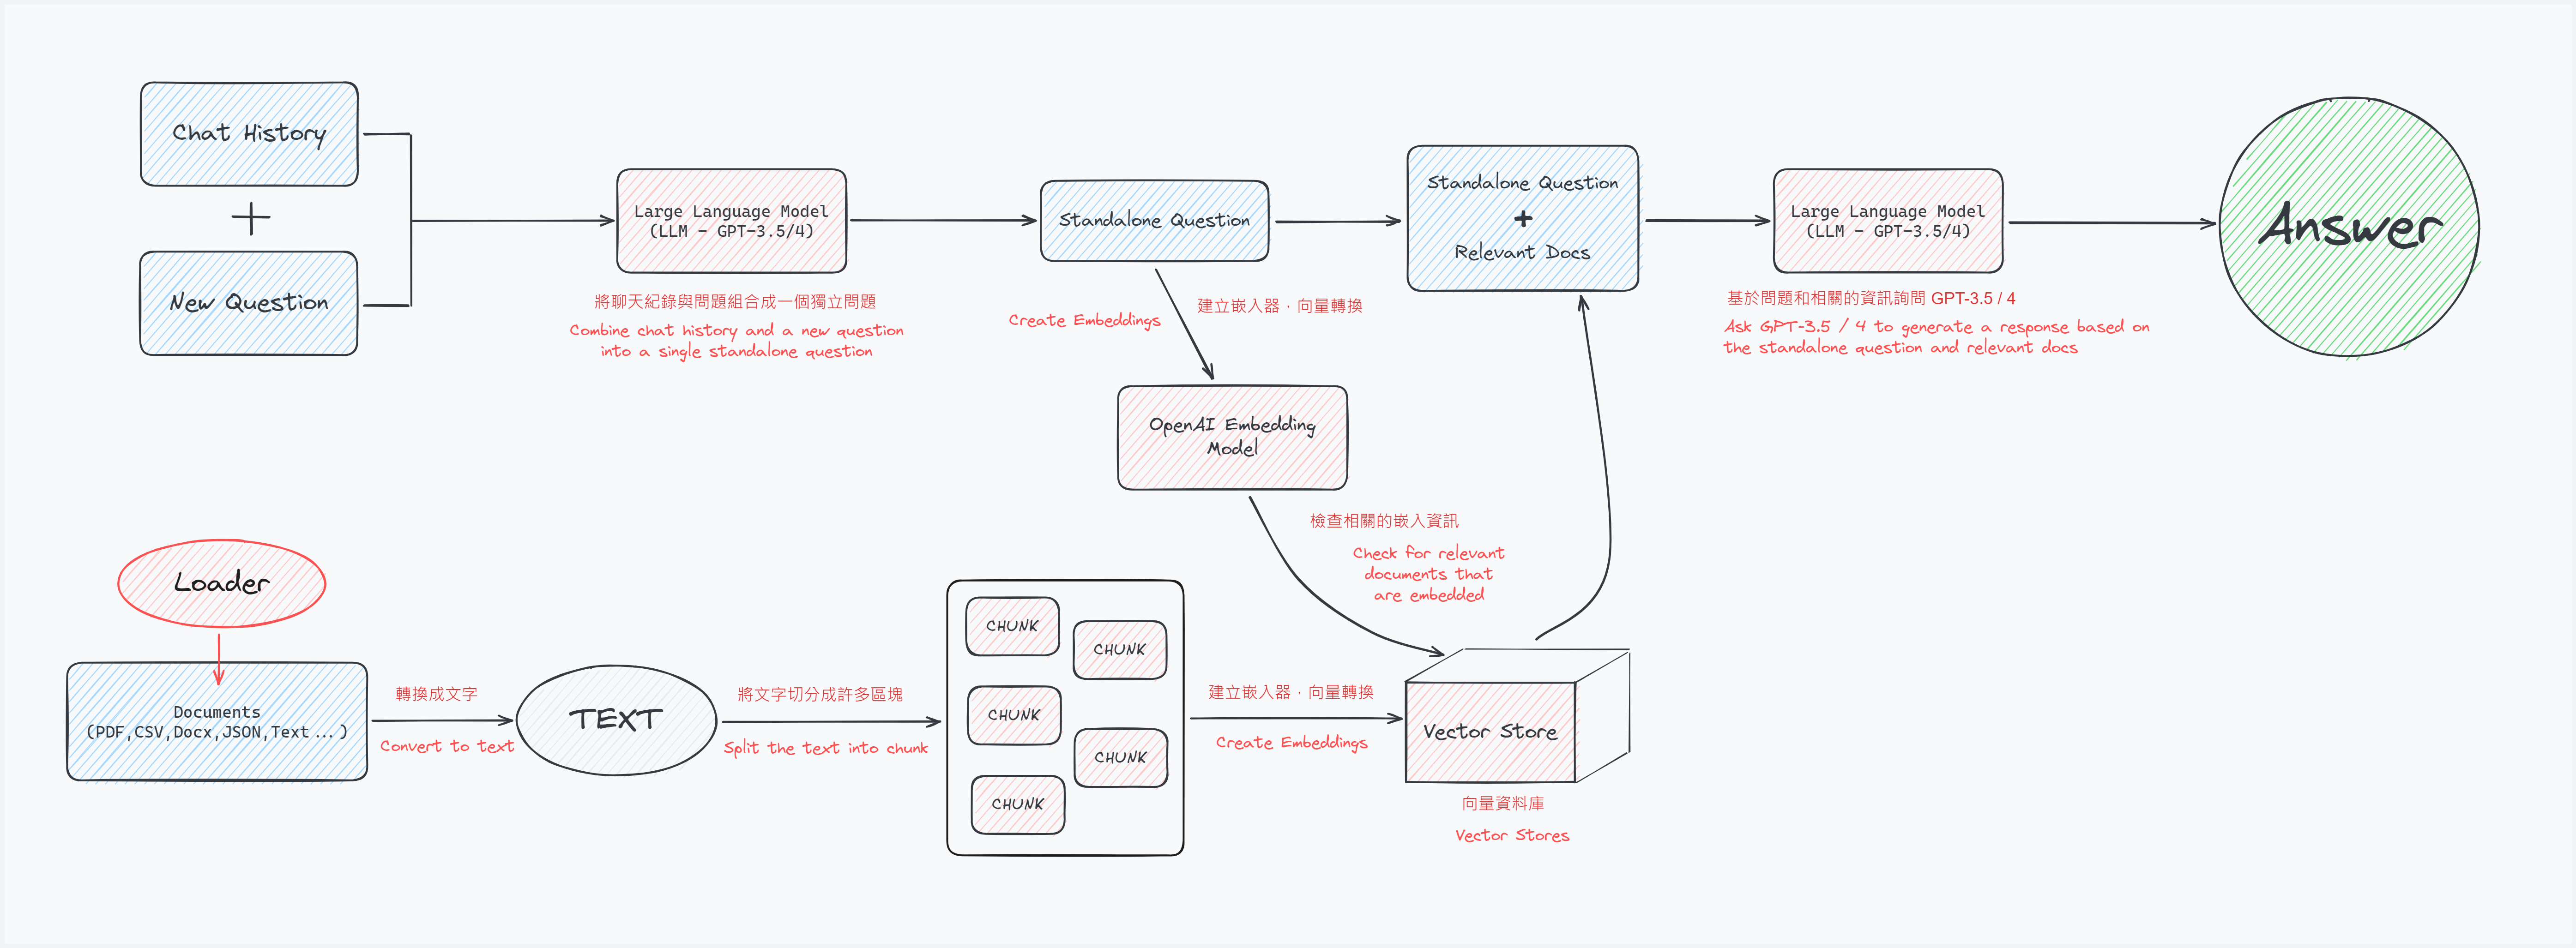 Chat History
+
New Question
Large Language Model
(LLM - GPT-3.5/4)
將聊天紀錄與問題組合成一個獨立問題
Combine chat history and a new question
into a single standalone question
Standalone Question
Create Embeddings
建立嵌入器，向量轉換
OpenAI Embedding
Model
檢查相關的嵌入資訊
Check for relevant
documents that
are embedded
Standalone Question
+
Relevant Docs
Large Language Model
(LLM - GPT-3.5/4)
基於問題和相關的資訊詢問 GPT-3.5 / 4
Ask GPT-3.5 / 4 to generate a response based on
the standalone question and relevant docs
Answer
Loader
Documents
(PDF,CSV,Docx,JSON,Text...)
轉換成文字
Convert to text
TEXT
將文字切分成許多區塊
Split the text into chunk
CHUNK
CHUNK
CHUNK
CHUNK
CHUNK
建立嵌入器，向量轉換
Create Embeddings
Vector Store
向量資料庫
Vector Stores